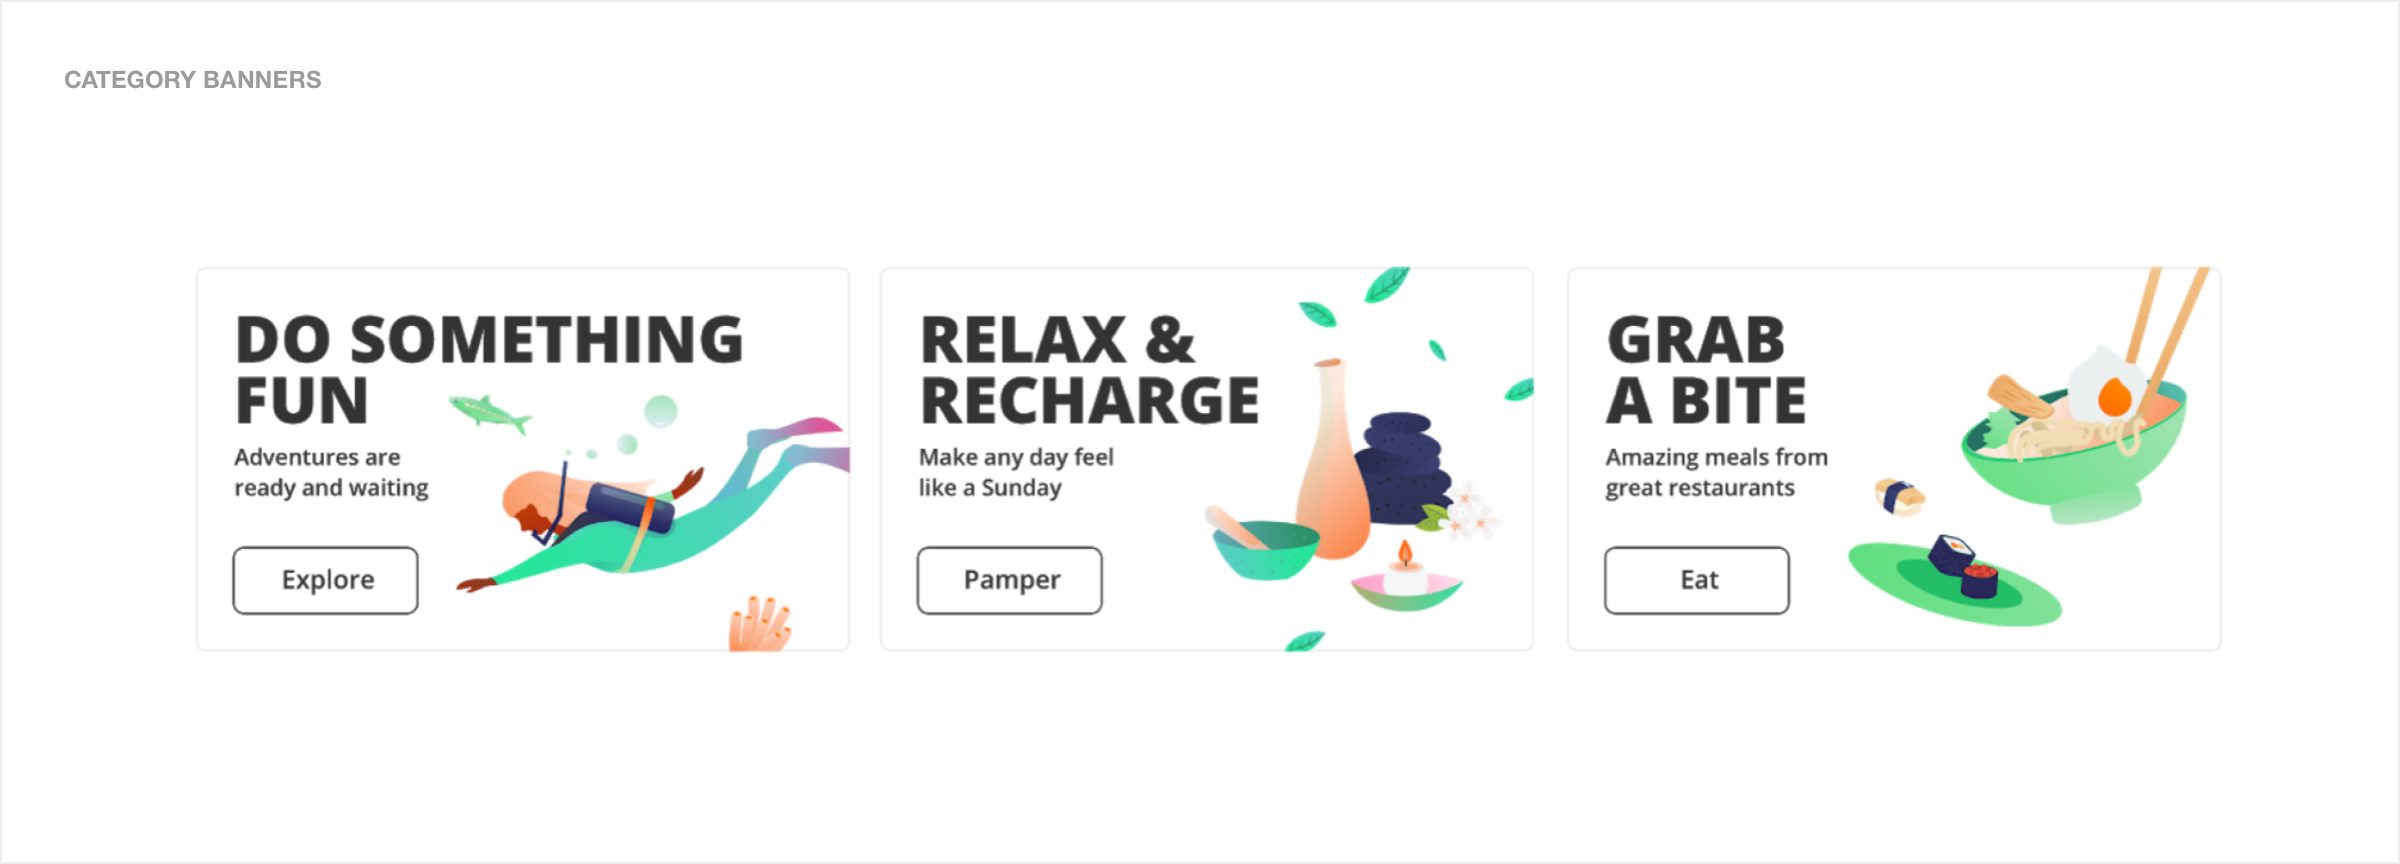 CATEGORY BANNERS
DO SOMETHING
FUN
Adventures are
ready and waiting
Explore
RELAX &
RECHARGE
Make any day feel
like a Sunday
Pamper
GRAB
A BITE
Amazing meals from
great restaurants
Eat